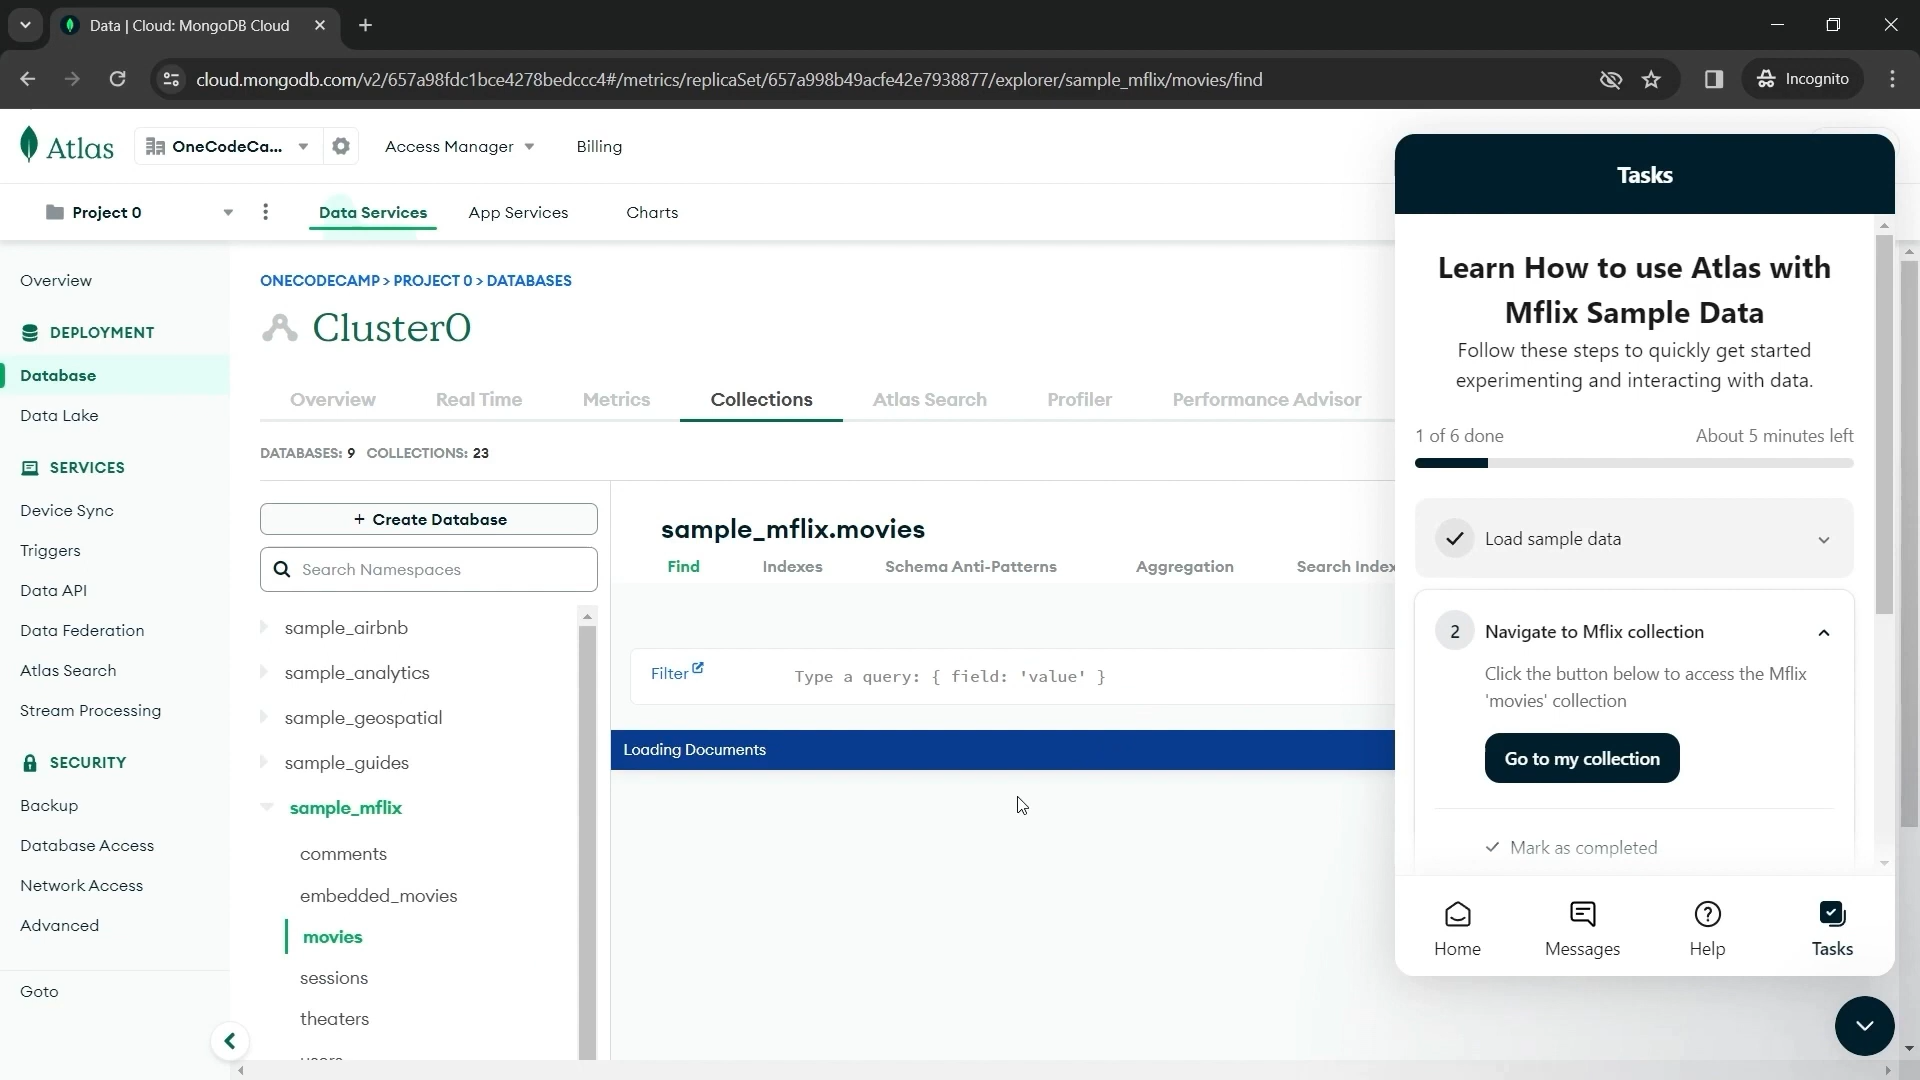 Data | Cloud: MongoDB Cloud
cloud.mongodb.com/v2/657a98fdc1bce4278bedccc4#/metrics/replicaSet/657a998b49acfe42e7938877/explorer/sample_mflix/movies/find
Incognito
Atlas
OneCodeCa...
Access Manager
Billing
Project 0
Data Services
App Services
Charts
Overview
DEPLOYMENT
Database
Data Lake
SERVICES
Device Sync
Triggers
Data API
Data Federation
Atlas Search
Stream Processing
SECURITY
Backup
Database Access
Network Access
Advanced
Goto
ONECODECAMP > PROJECT 0 > DATABASES
Cluster0
Overview
Real Time
Metrics
Collections
Atlas Search
Profiler
Performance Advisor
DATABASES: 9 COLLECTIONS: 23
+ Create Database
Search Namespaces
sample_airbnb
sample_analytics
sample_geospatial
sample_guides
sample_mflix
comments
embedded_movies
movies
sessions
theaters
sample_mflix.movies
Find
Indexes
Schema Anti-Patterns
Aggregation
Search Index
Filter
Type a query: { field: 'value' }
Loading Documents
Tasks
Learn How to use Atlas with
Mflix Sample Data
Follow these steps to quickly get started
experimenting and interacting with data.
1 of 6 done
About 5 minutes left
Load sample data
2
Navigate to Mflix collection
Click the button below to access the Mflix
'movies' collection
Go to my collection
Mark as completed
Home
Messages
Help
Tasks